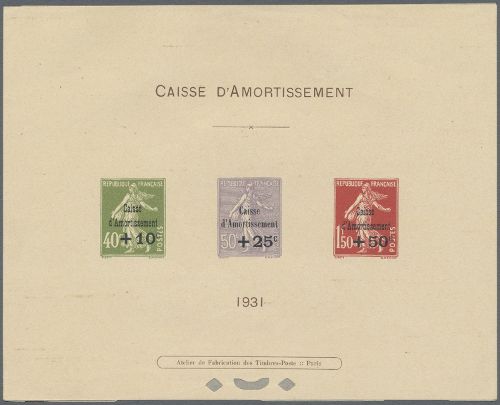 CAISSE D'AMORTISSEMENT
REPUBLIQUE FRANÇAISE
Caisse
d'Amortissement
+10
40
POSTES
REPUBLIQUE FRANÇAISE
Caisse
d'Amortissement
+25c
50
REPUBLIQUE FRANÇAISE
Caisse
d'Amortissement
+50
1.50
POSTES
1931
Atelier de Fabrication des Timbres-Poste :: Paris